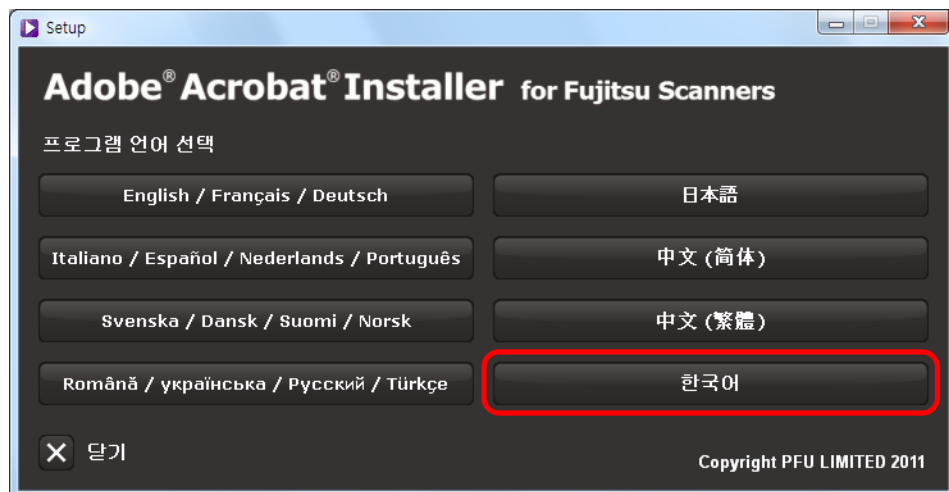 Setup
Adobe® Acrobat® Installer for Fujitsu Scanners
프로그램 언어 선택
English / Français / Deutsch
日本語
Italiano / Español / Nederlands / Português
中文 (简体)
Svenska / Dansk / Suomi / Norsk
中文 (繁體)
Română / українська / Русский / Türkçe
한국어
닫기
Copyright PFU LIMITED 2011